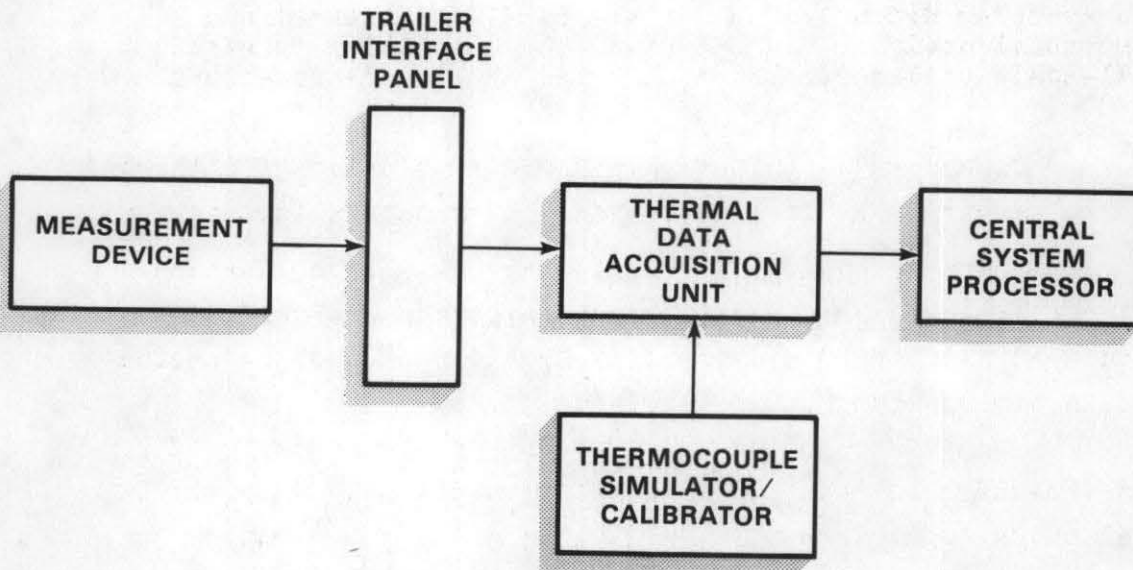 TRAILER
INTERFACE
PANEL
MEASUREMENT
DEVICE
THERMAL
DATA
ACQUISITION
UNIT
CENTRAL
SYSTEM
PROCESSOR
THERMOCOUPLE
SIMULATOR/
CALIBRATOR